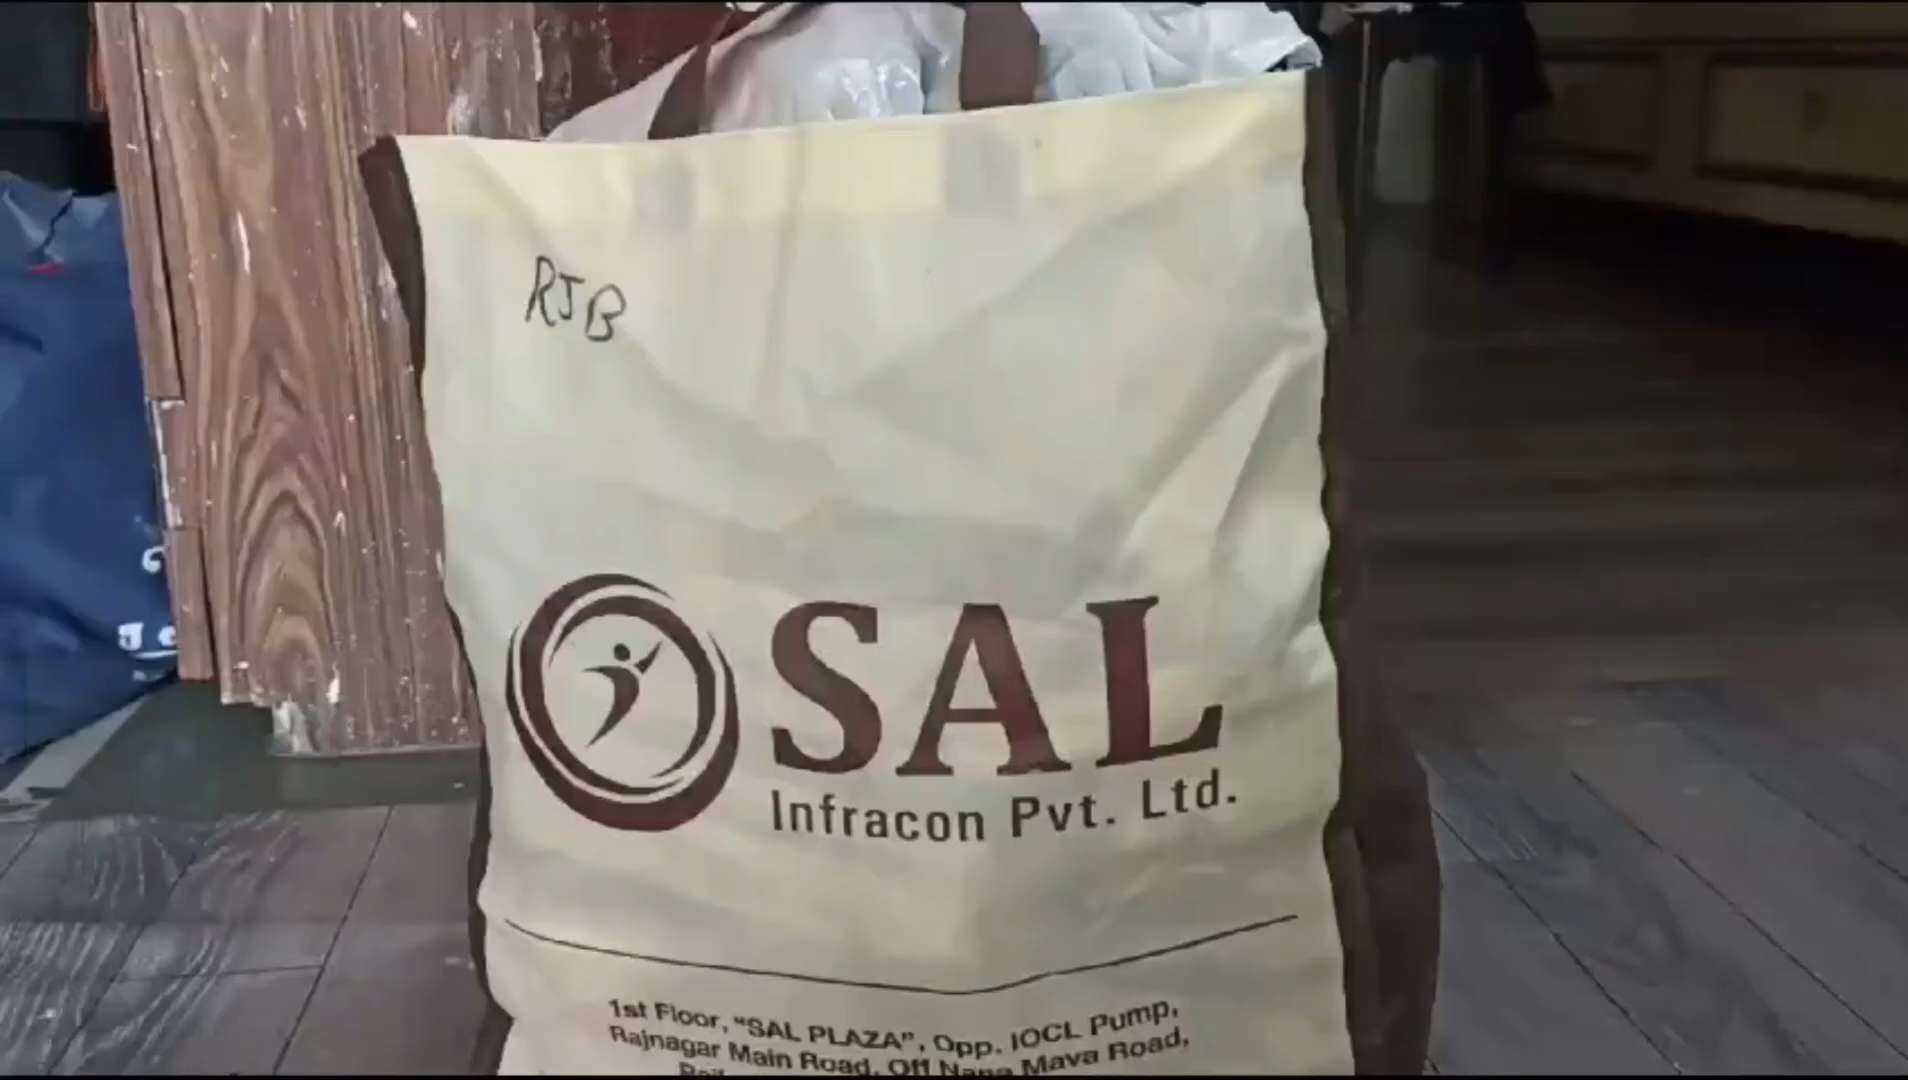 RJB
SAL
Infracon Pvt. Ltd.
1st Floor, “SAL PLAZA”, Opp. IOCL Pump,
Rajnagar Main Road, Off Nana Mava Road,